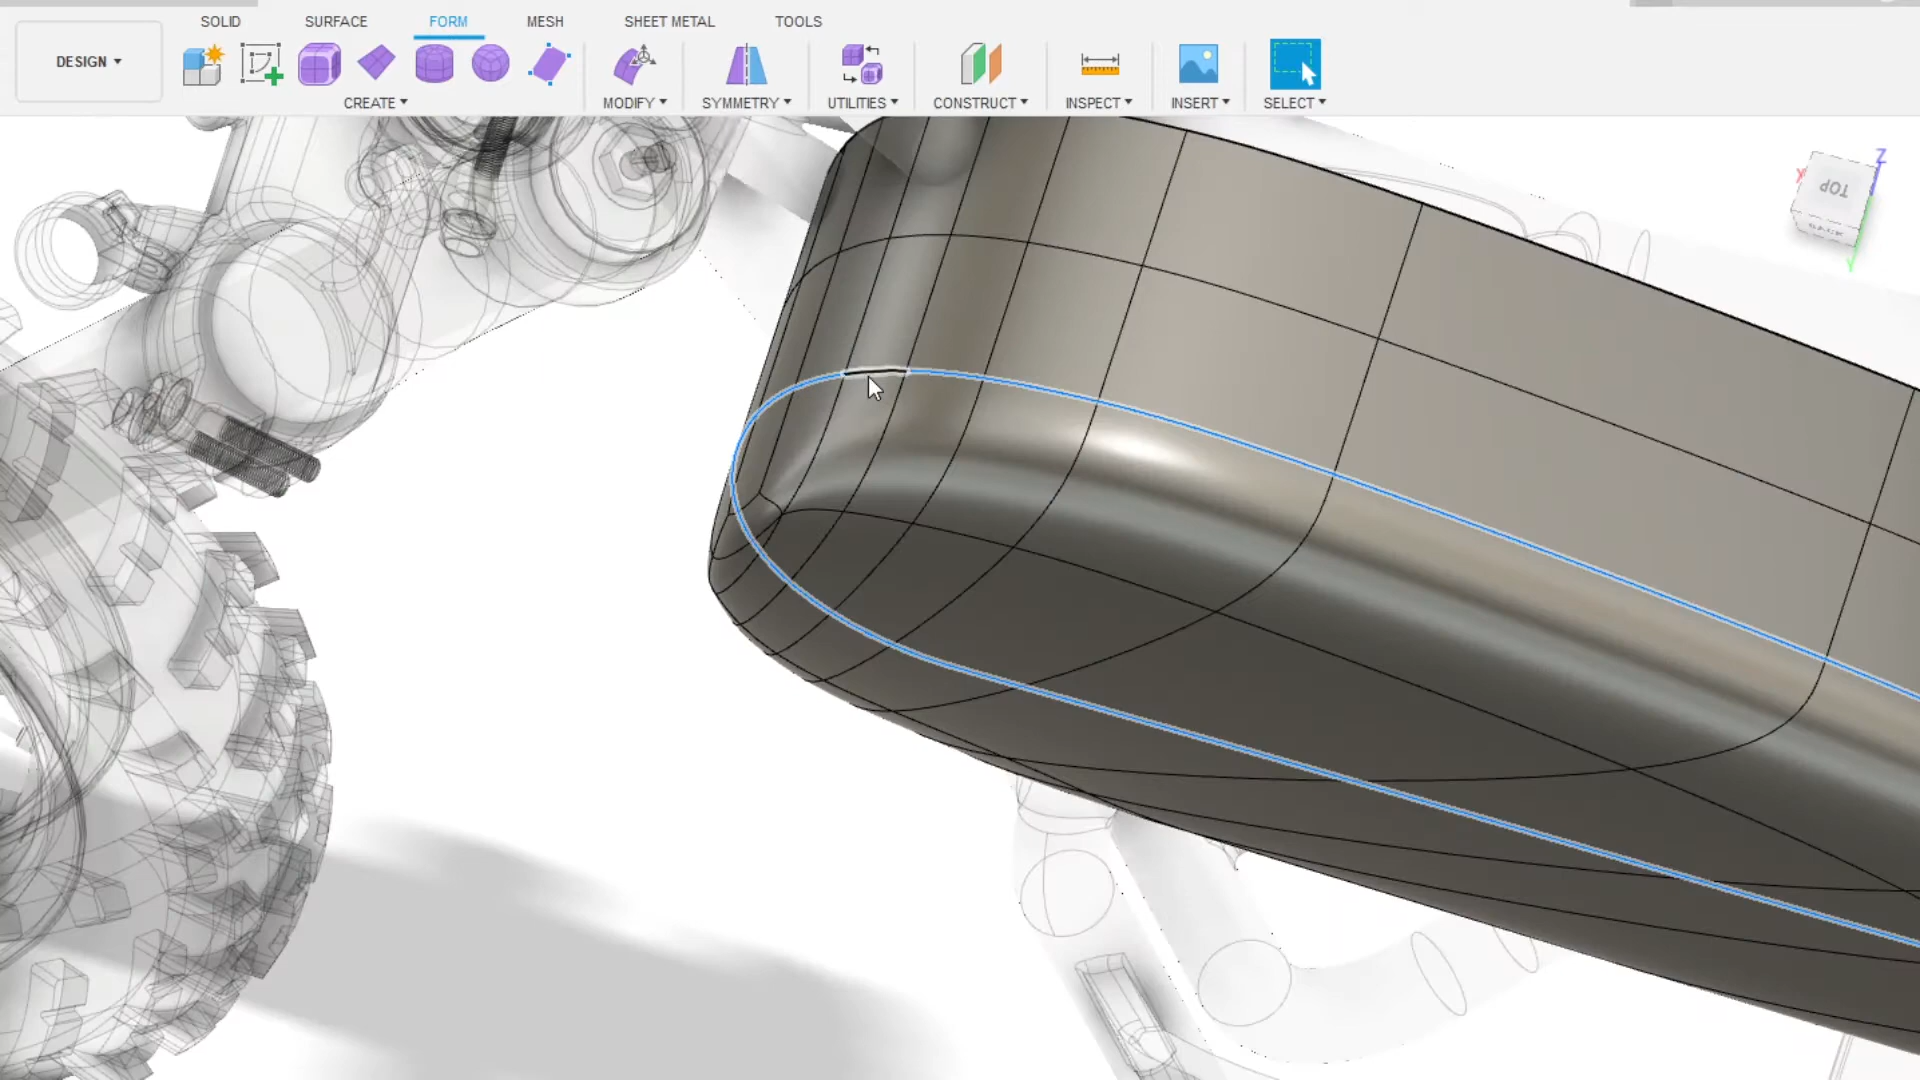 SOLID SURFACE FORM MESH SHEET METAL TOOLS
DESIGN
CREATE MODIFY SYMMETRY UTILITIES CONSTRUCT INSPECT INSERT SELECT
Z
X
TOP
Y